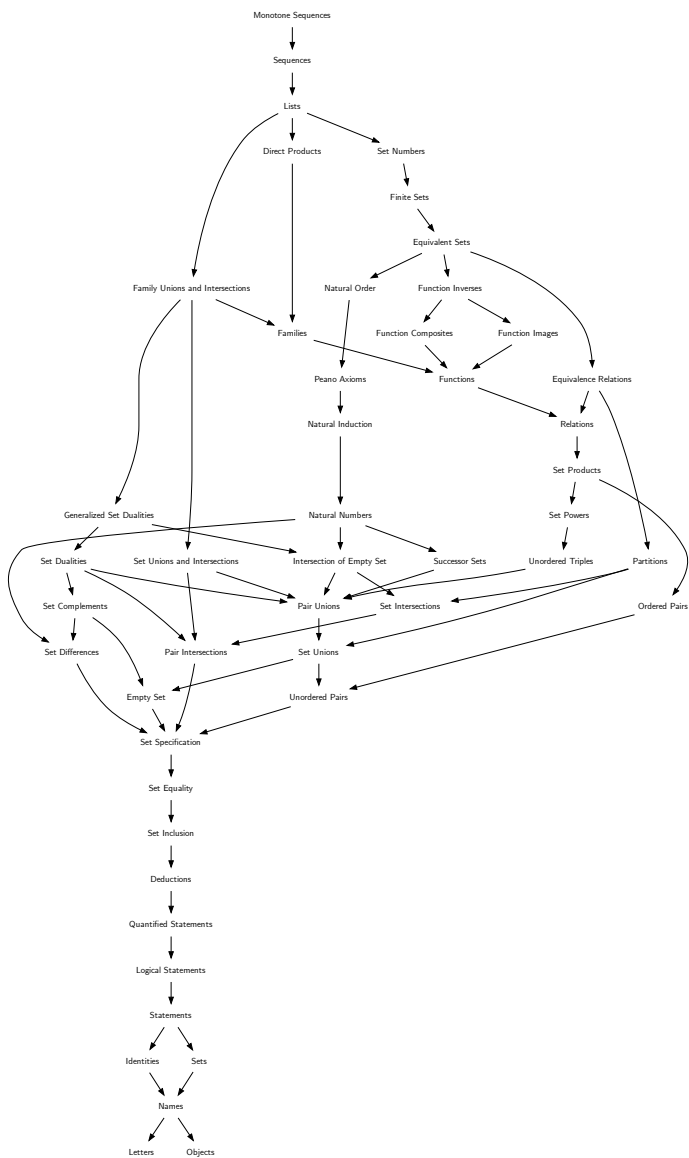 Monotone Sequences
Sequences
Lists
Direct Products
Set Numbers
Finite Sets
Equivalent Sets
Family Unions and Intersections
Natural Order
Function Inverses
Families
Function Composites
Function Images
Peano Axioms
Functions
Equivalence Relations
Natural Induction
Relations
Set Products
Generalized Set Dualities
Natural Numbers
Set Powers
Set Dualities
Set Unions and Intersections
Intersection of Empty Set
Successor Sets
Unordered Triples
Partitions
Set Complements
Pair Unions
Set Intersections
Ordered Pairs
Set Differences
Pair Intersections
Set Unions
Empty Set
Unordered Pairs
Set Specification
Set Equality
Set Inclusion
Deductions
Quantified Statements
Logical Statements
Statements
Identities
Sets
Names
Letters
Objects